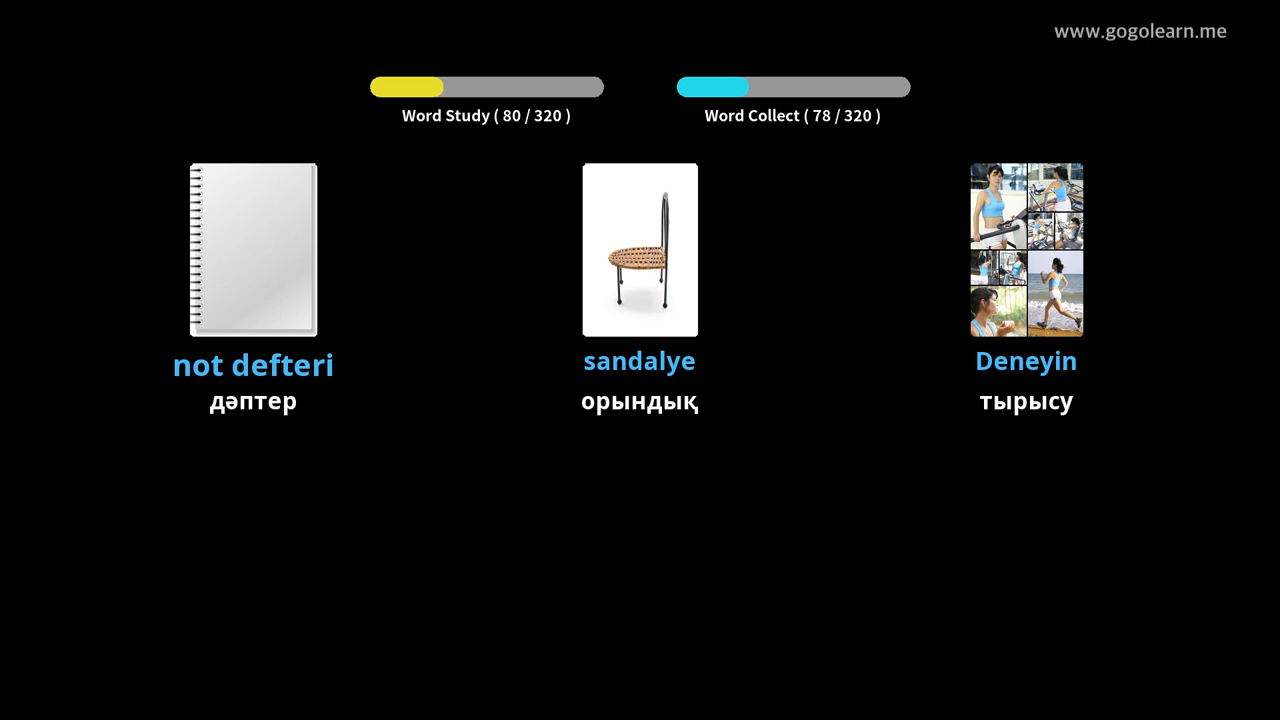 www.gogolearn.me
Word Study ( 80 / 320 )
Word Collect ( 78 / 320 )
not defteri
дәптер
sandalye
орындық
Deneyin
тырысу